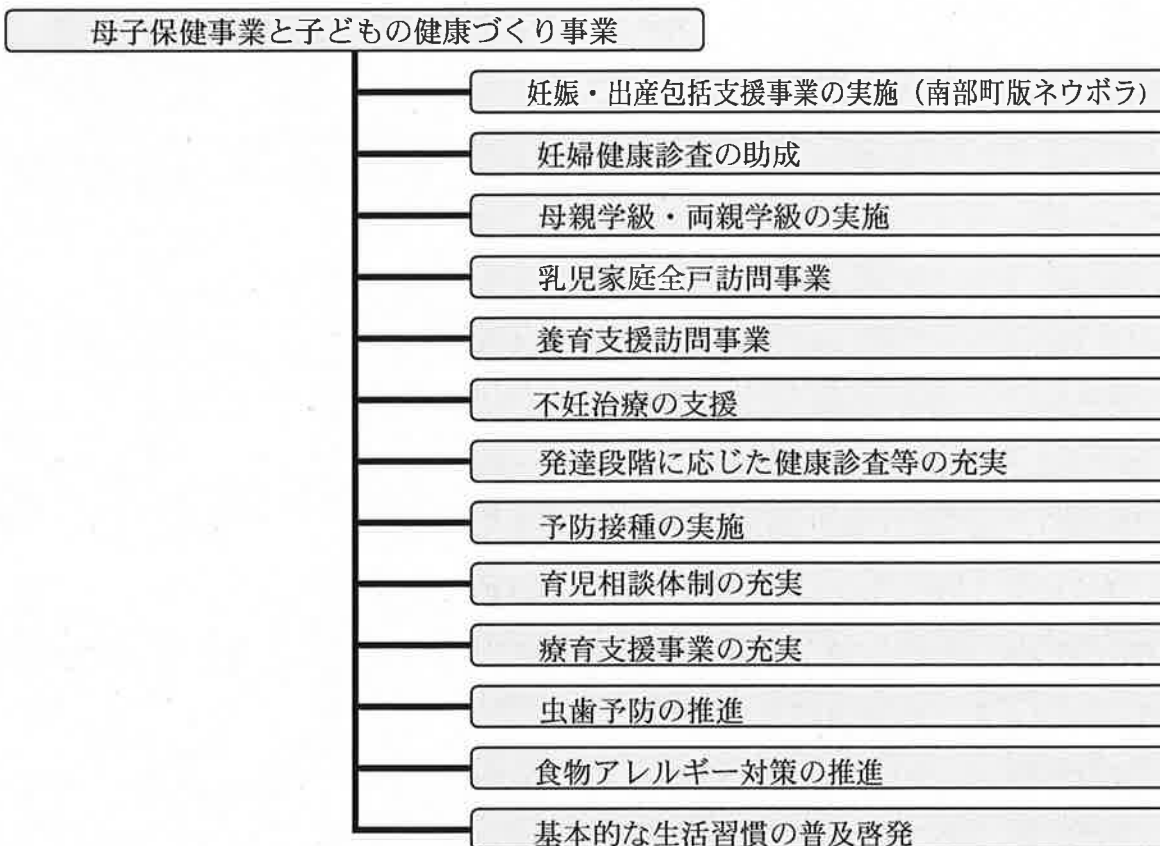 母子保健事業と子どもの健康づくり事業
妊娠・出産包括支援事業の実施（南部町版ネウボラ）
妊婦健康診査の助成
母親学級・両親学級の実施
乳児家庭全戸訪問事業
養育支援訪問事業
不妊治療の支援
発達段階に応じた健康診査等の充実
予防接種の実施
育児相談体制の充実
療育支援事業の充実
虫歯予防の推進
食物アレルギー対策の推進
基本的な生活習慣の普及啓発